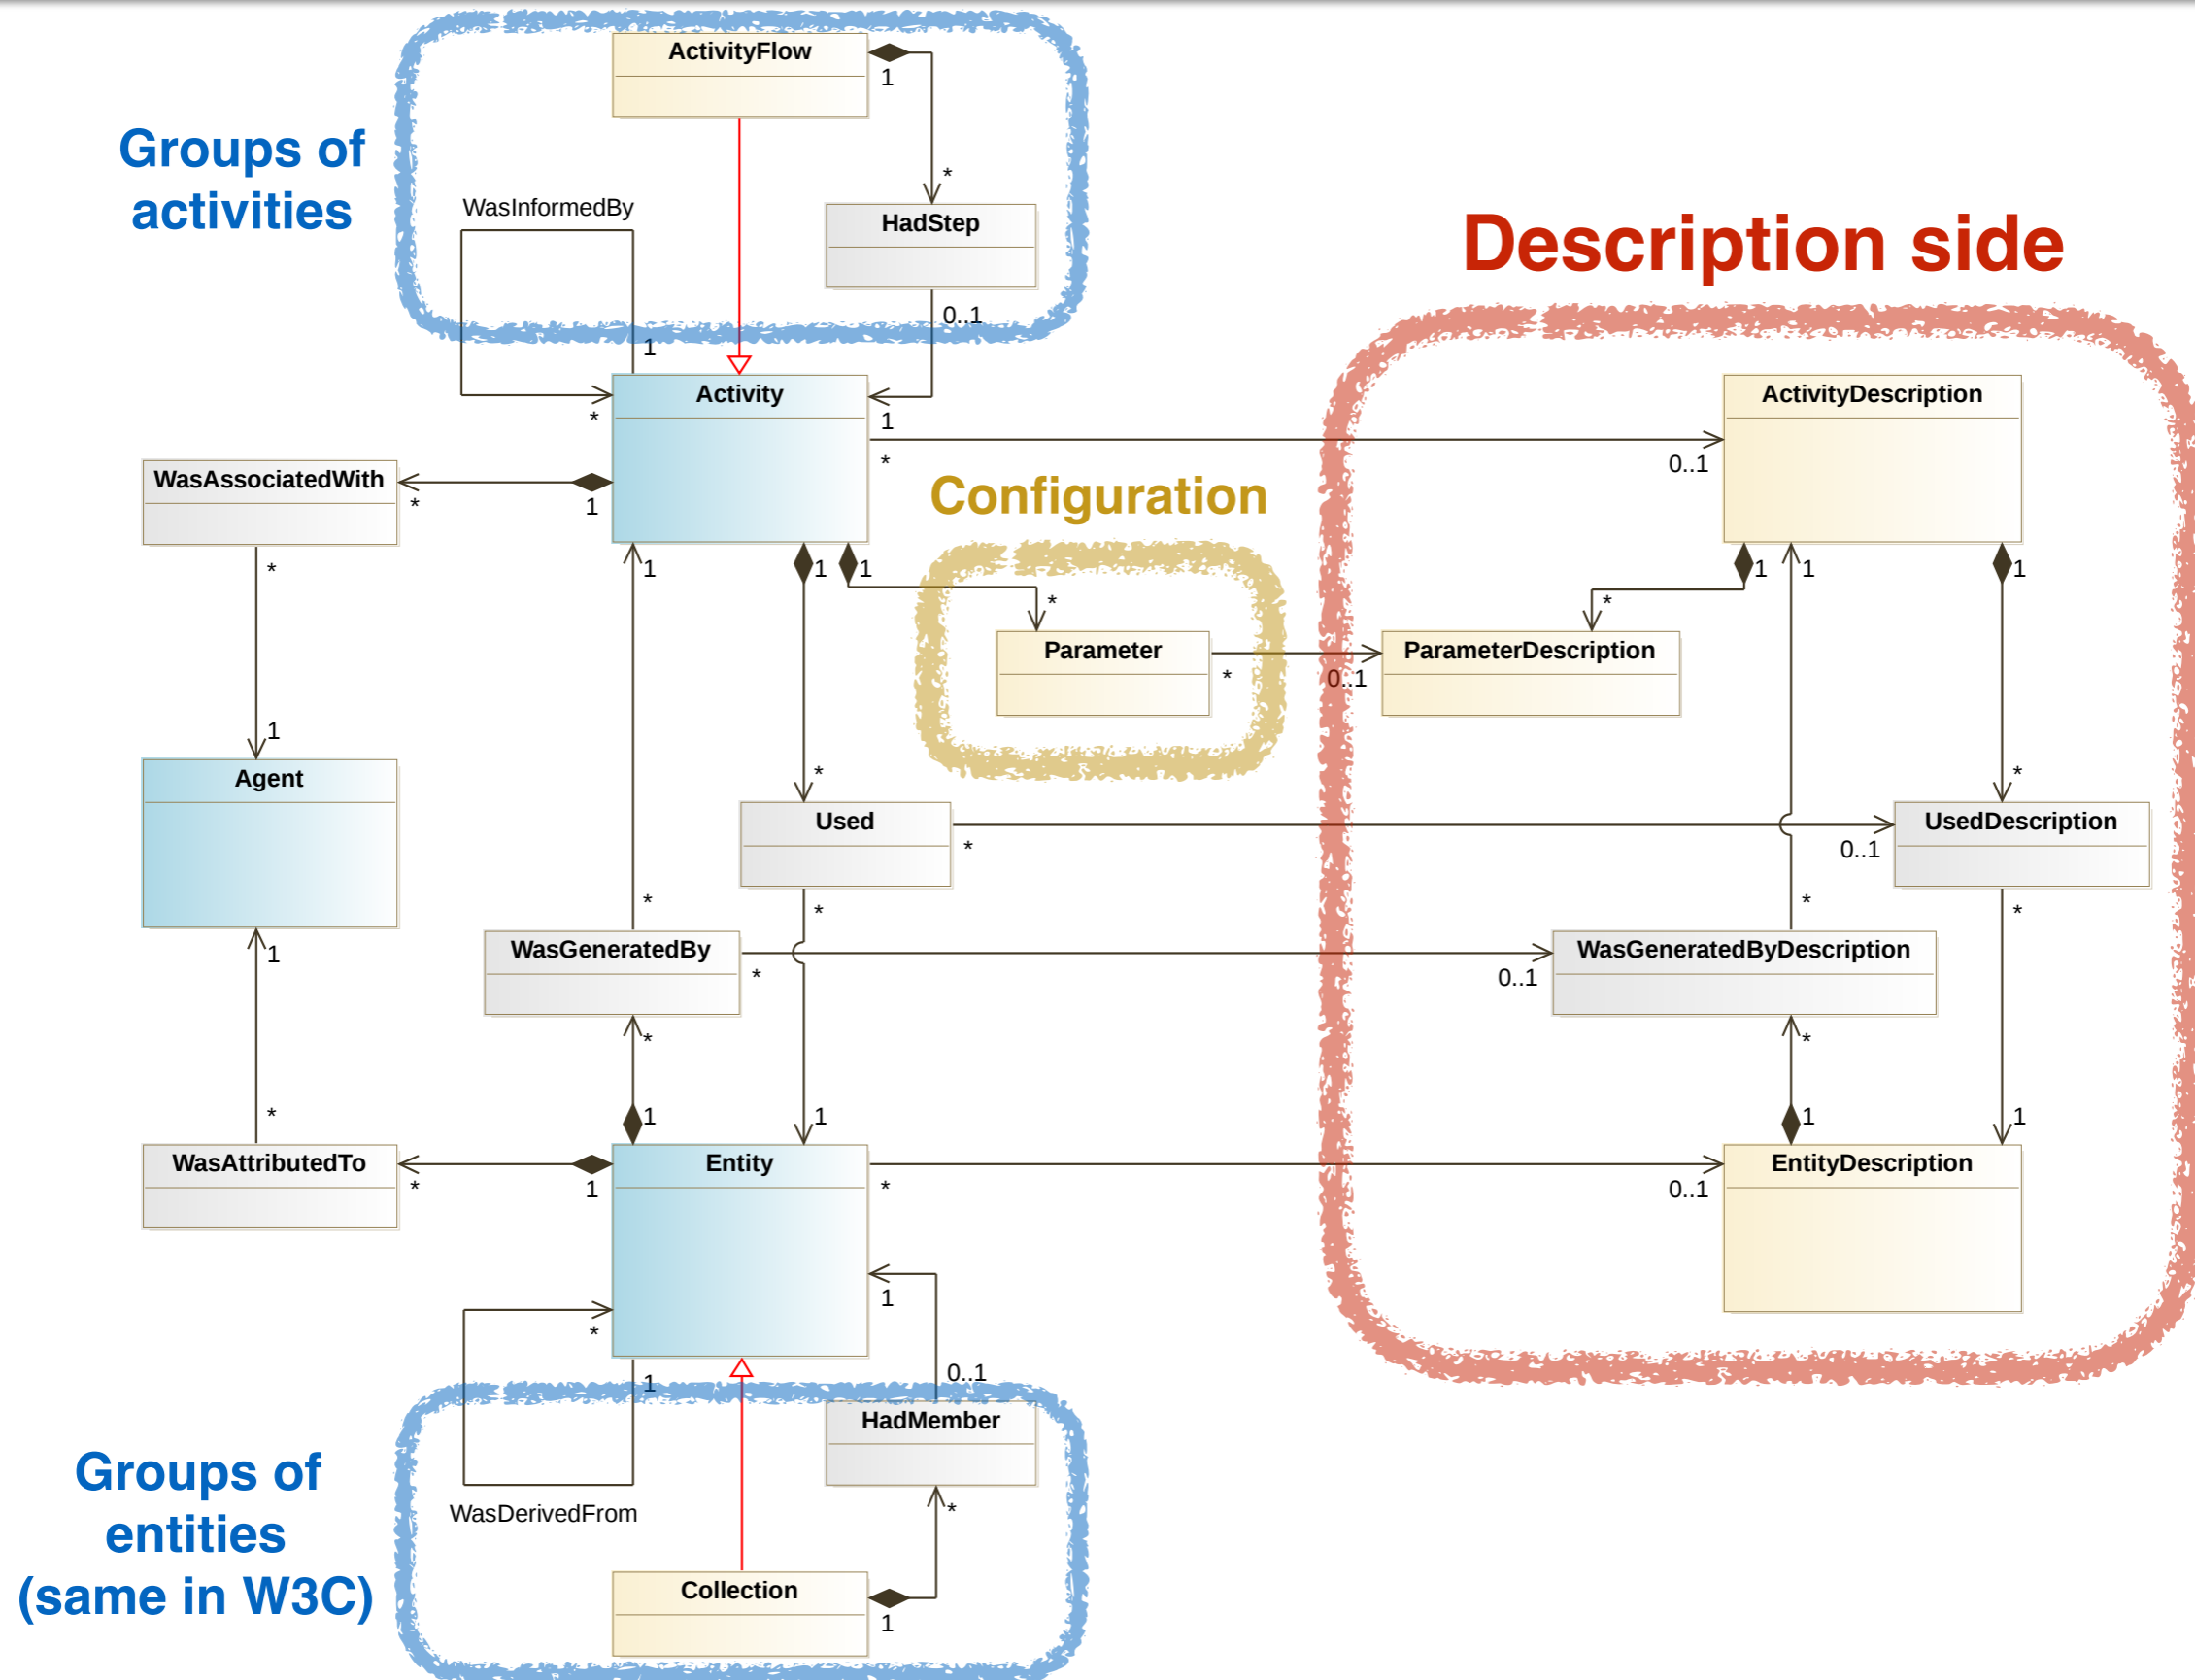 ActivityFlow
1
Groups of
activities
*
WasInformedBy
HadStep
Description side
0..1
1
Activity
ActivityDescription
*
1
*
0..1
WasAssociatedWith
*
1
Configuration
*
1
1
1
1
1
1
*
*
Parameter
*
ParameterDescription
0..1
1
Agent
*
*
Used
*
UsedDescription
0..1
*
*
*
*
1
WasGeneratedBy
*
WasGeneratedByDescription
0..1
*
*
*
1
1
1
1
WasAttributedTo
*
1
Entity
*
EntityDescription
0..1
1
*
0..1
1
HadMember
Groups of
entities
(same in W3C)
WasDerivedFrom
*
Collection
1